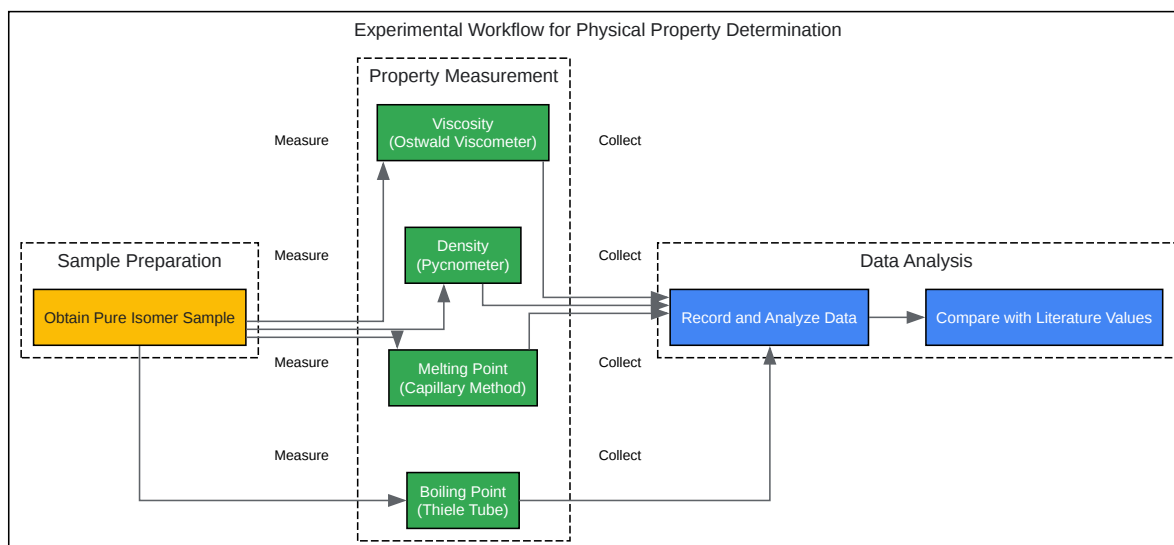 Experimental Workflow for Physical Property Determination
Property Measurement
Measure
Viscosity
(Ostwald Viscometer)
Collect
Measure
Density
(Pycnometer)
Collect
Sample Preparation
Obtain Pure Isomer Sample
Data Analysis
Record and Analyze Data
Compare with Literature Values
Measure
Melting Point
(Capillary Method)
Collect
Measure
Boiling Point
(Thiele Tube)
Collect